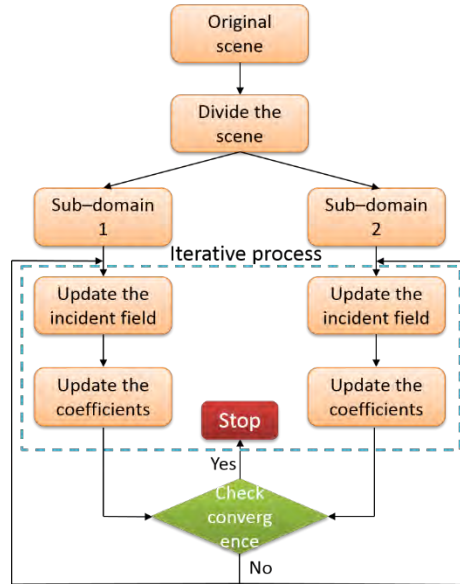 Original
scene
Divide the
scene
Sub–domain
1
Sub–domain
2
Iterative process
Update the
incident field
Update the
incident field
Update the
coefficients
Update the
coefficients
Stop
Yes
Check
converg
ence
No